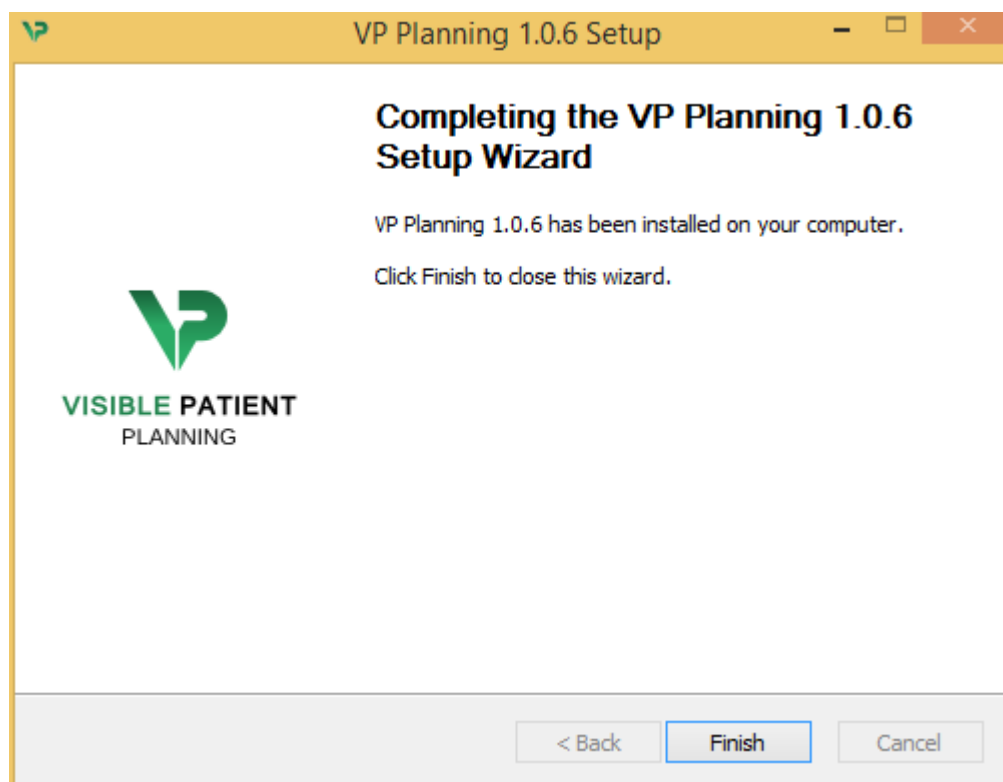 VP Planning 1.0.6 Setup
Completing the VP Planning 1.0.6
Setup Wizard
VP Planning 1.0.6 has been installed on your computer.
Click Finish to close this wizard.
VP
VISIBLE PATIENT
PLANNING
< Back
Finish
Cancel